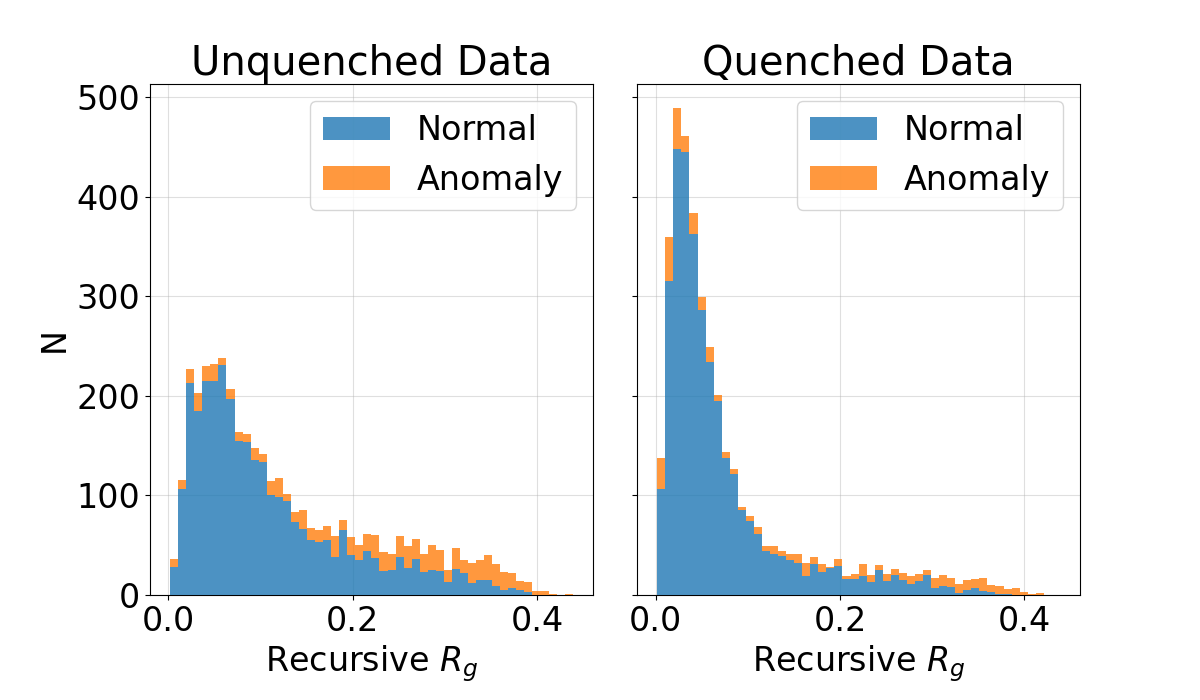 Unquenched Data
Quenched Data
500
400
300
200
100
0
N
Normal
Anomaly
Normal
Anomaly
0.0
0.2
0.4
0.0
0.2
0.4
Recursive $R_g$
Recursive $R_g$